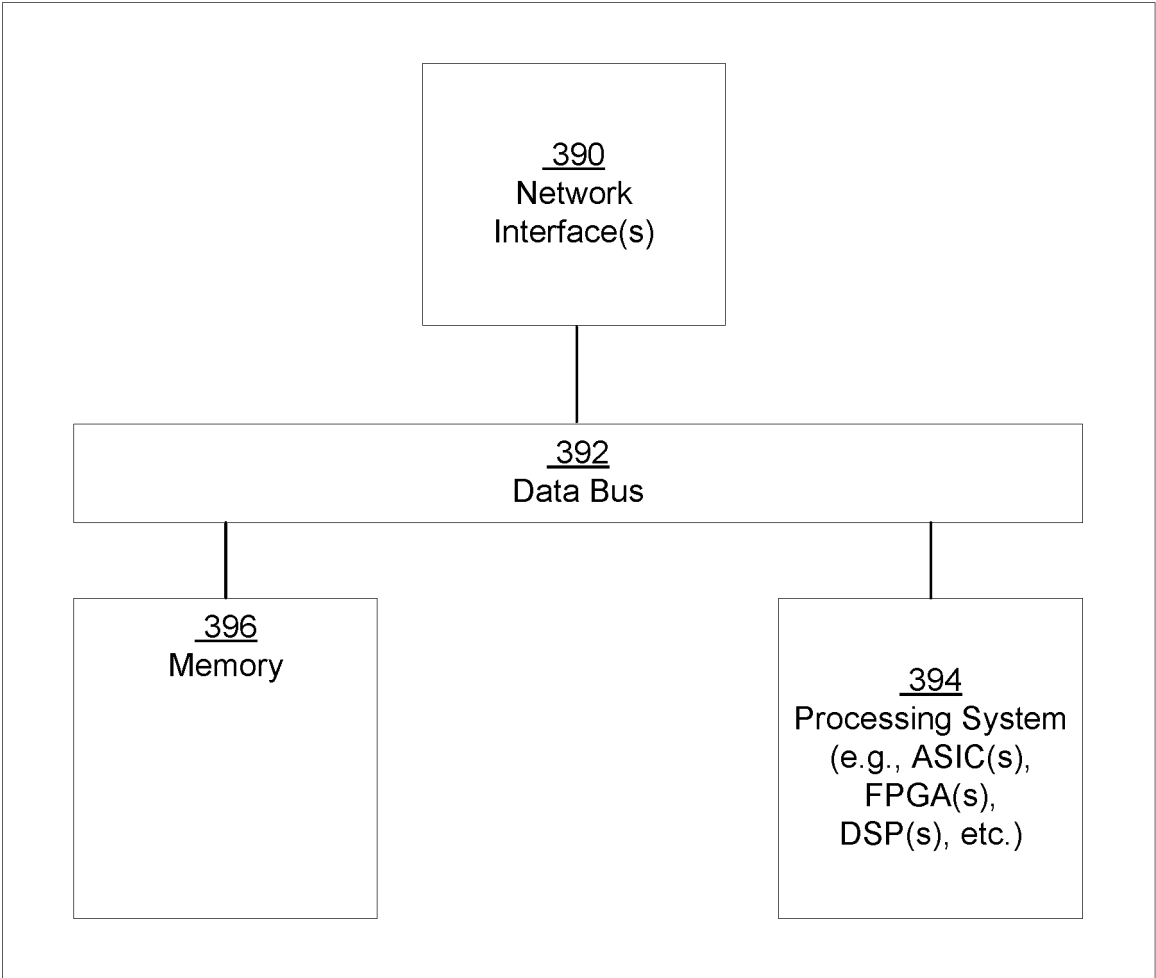 390
Network
Interface(s)
392
Data Bus
396
Memory
394
Processing System
(e.g., ASIC(s),
FPGA(s),
DSP(s), etc.)